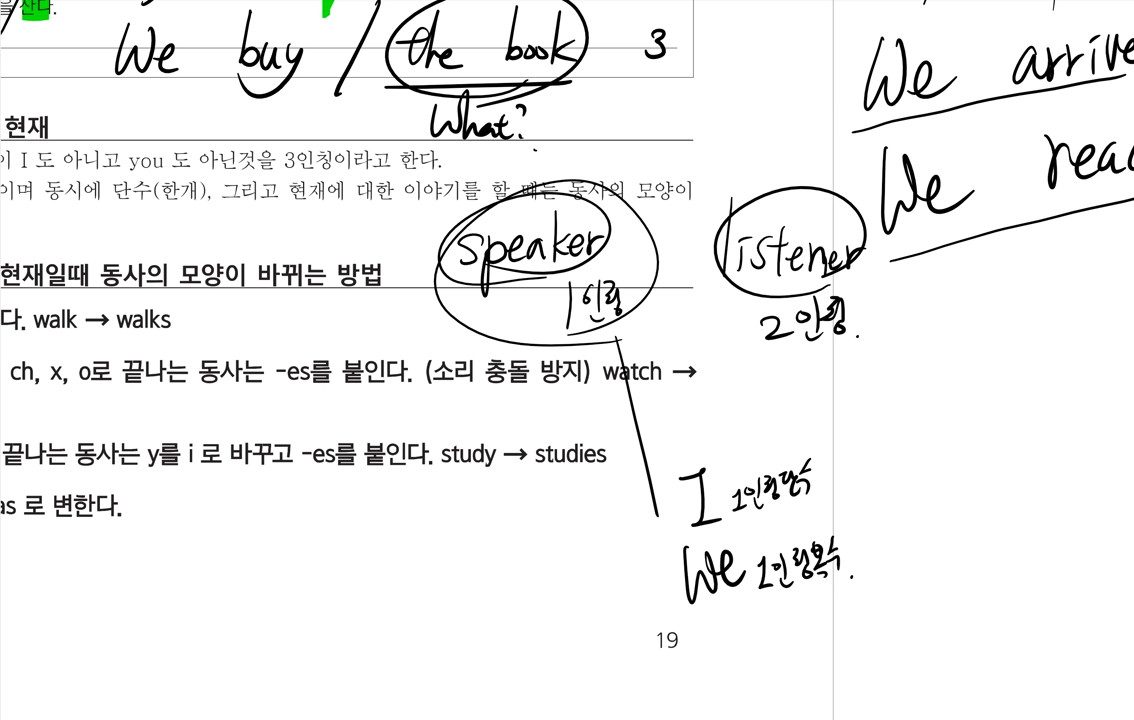 산다.
We buy / the book 3
What?
We arrive
현재
이 I 도 아니고 you 도 아닌것을 3인칭이라고 한다.
We read
이며 동시에 단수(한개), 그리고 현재에 대한 이야기를 할 때는 동사의 모양이
speaker
listener
1인칭
2인칭.
현재일때 동사의 모양이 바뀌는 방법
다. walk → walks
ch, x, o로 끝나는 동사는 -es를 붙인다. (소리 충돌 방지) watch →
끝나는 동사는 y를 i 로 바꾸고 -es를 붙인다. study → studies
as 로 변한다.
I 1인칭단수
We 1인칭복수.
19